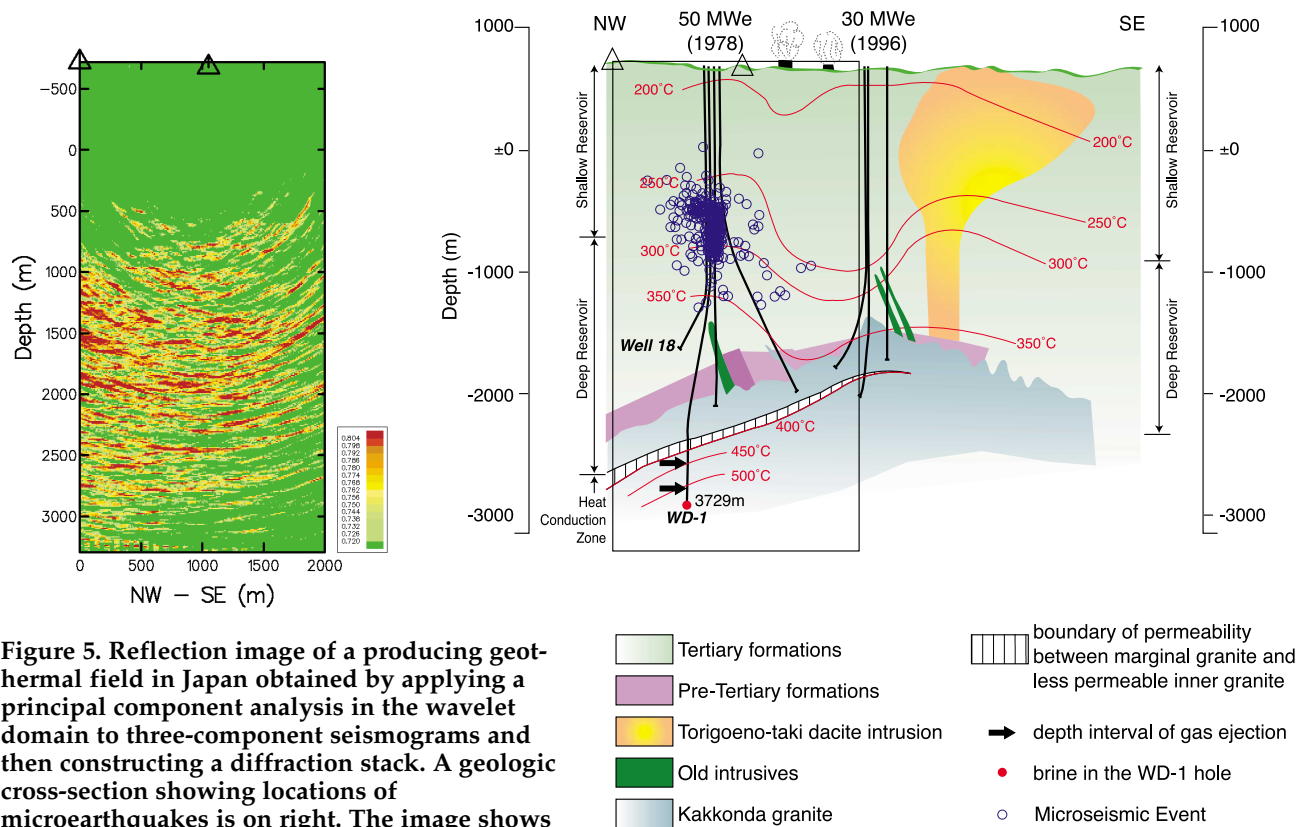 −500
0
500
1000
1500
2000
2500
3000
Depth (m)
0 500 1000 1500 2000
NW − SE (m)
0.804
0.798
0.792
0.786
0.780
0.774
0.768
0.762
0.756
0.750
0.744
0.738
0.732
0.726
0.720
1000
±0
-1000
-2000
-3000
Depth (m)
NW
50 MWe
(1978)
30 MWe
(1996)
SE
Shallow Reservoir
Deep Reservoir
Heat
Conduction
Zone
200˚C
250˚C
300˚C
350˚C
Well 18
400˚C
450˚C
500˚C
3729m
WD-1
200˚C
250˚C
300˚C
350˚C
Shallow Reservoir
Deep Reservoir
1000
±0
-1000
-2000
-3000
Figure 5. Reflection image of a producing geot-
hermal field in Japan obtained by applying a
principal component analysis in the wavelet
domain to three-component seismograms and
then constructing a diffraction stack. A geologic
cross-section showing locations of
microearthquakes is on right. The image shows
Tertiary formations
Pre-Tertiary formations
Torigoeno-taki dacite intrusion
Old intrusives
Kakkonda granite
boundary of permeability
between marginal granite and
less permeable inner granite
depth interval of gas ejection
brine in the WD-1 hole
Microseismic Event